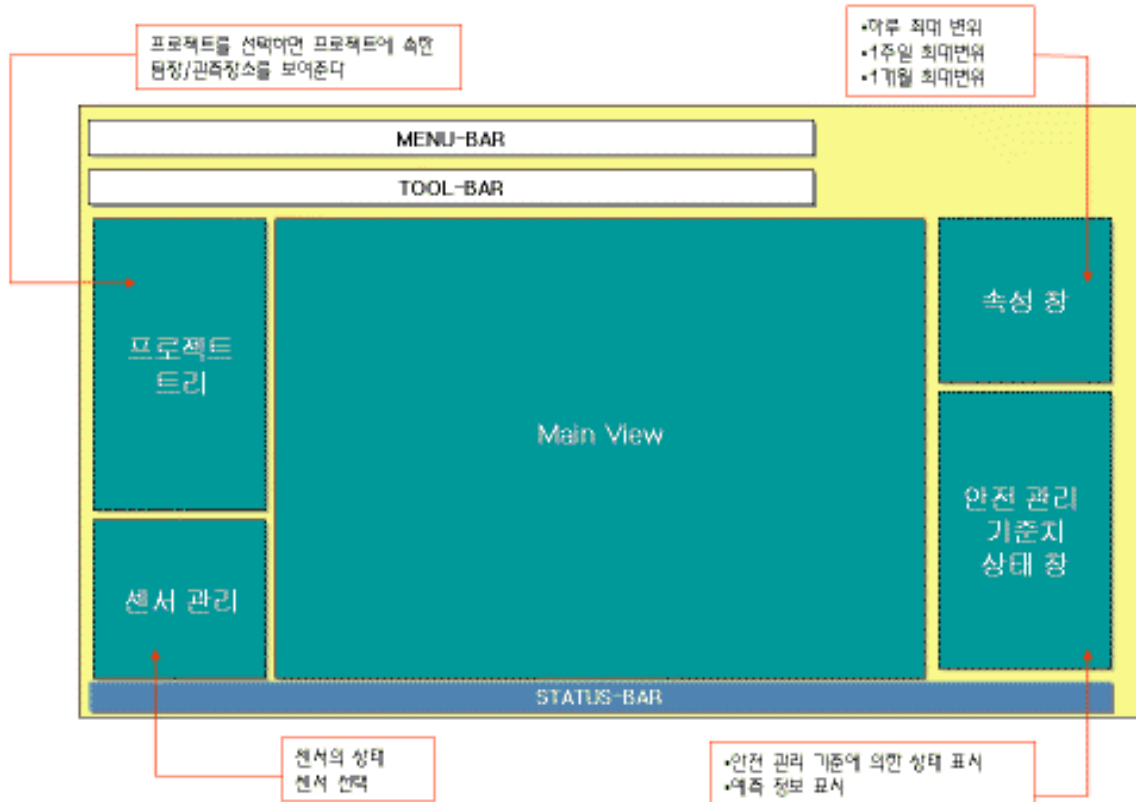 프로젝트를 선택하면 프로젝트에 속한
팀장/관측장소를 보여준다
•하루 최대 변위
•1주일 최대변위
•1개월 최대변위
MENU-BAR
TOOL-BAR
프로젝트
트리
Main View
속성 창
안전 관리
기준치
상태 창
센서 관리
STATUS-BAR
센서의 상태
센서 선택
•안전 관리 기준에 의한 상태 표시
•예측 정보 표시